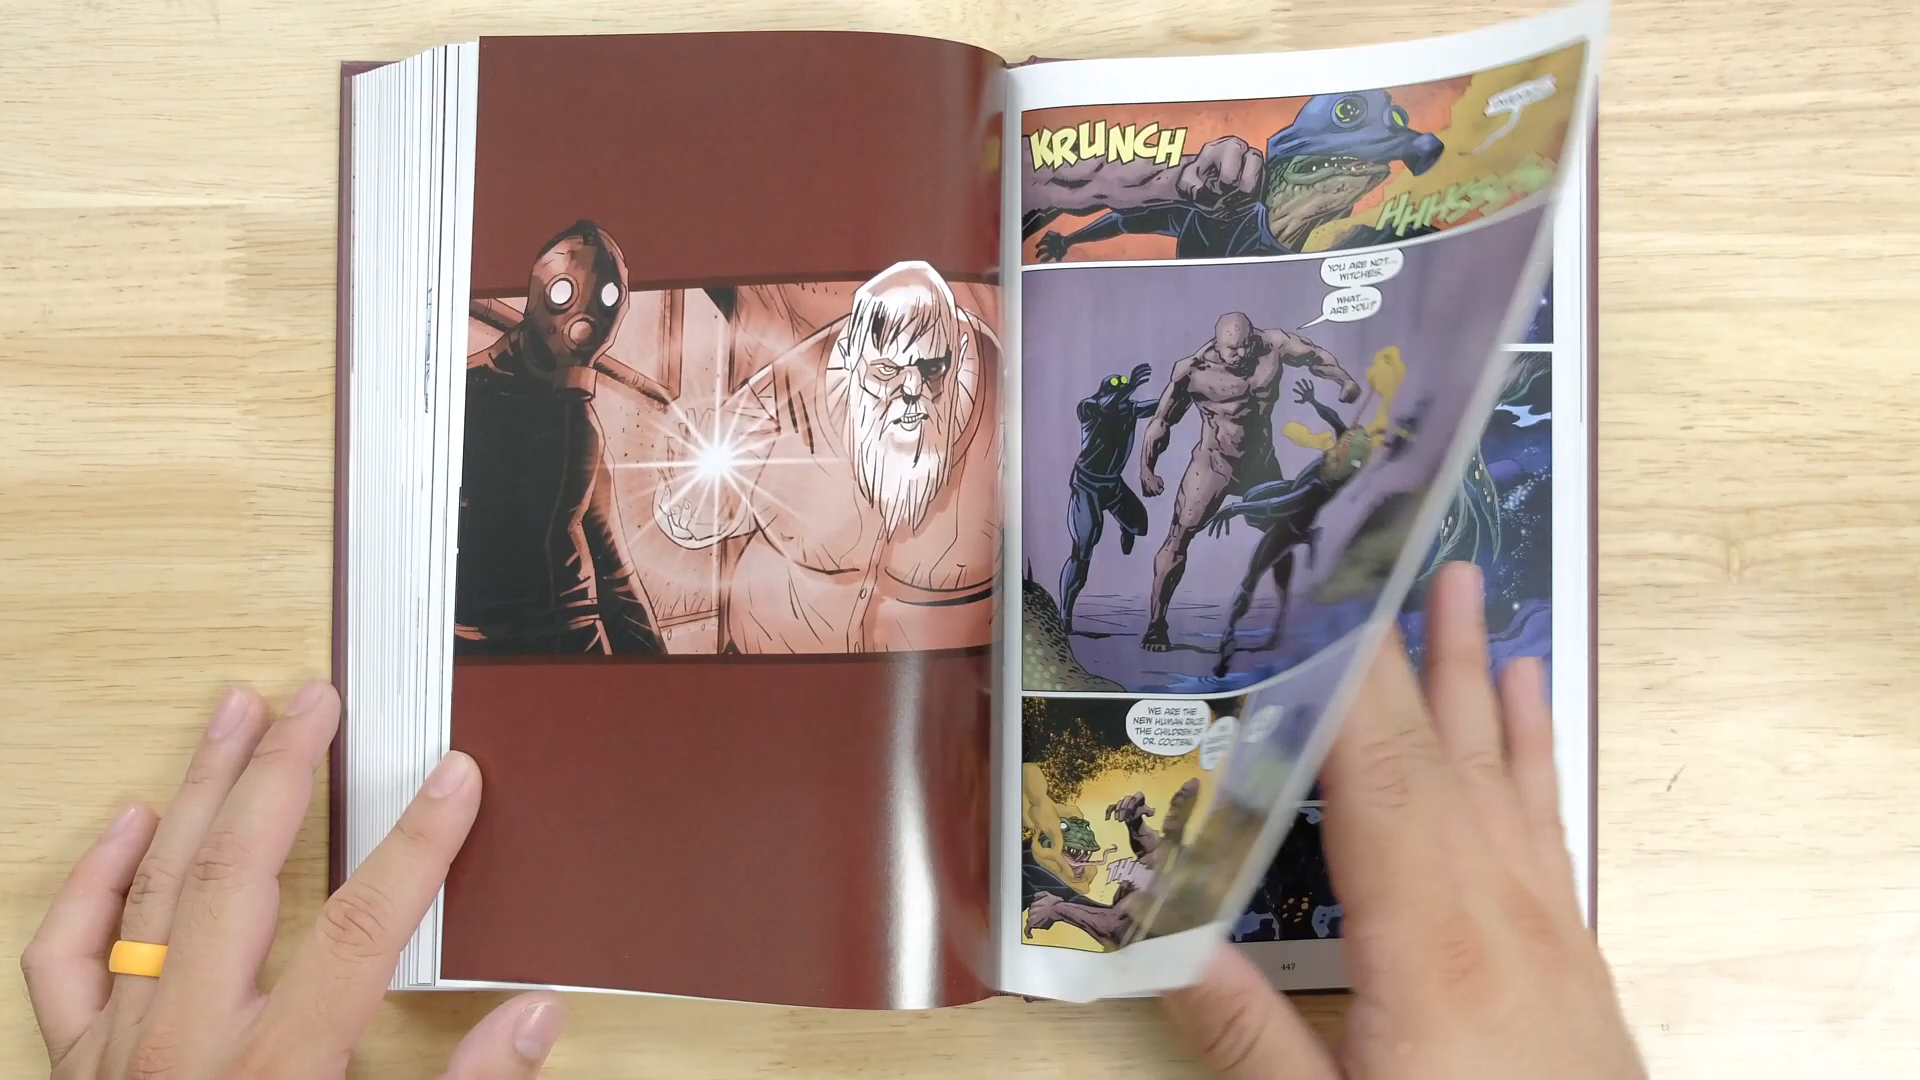 KRUNCH
YOU ARE NOT...
WITCHES.
WHAT...
ARE YOU?
WE ARE THE
NEW HUMAN RACE.
THE CHILDREN OF
DR. COCTEAU.
447